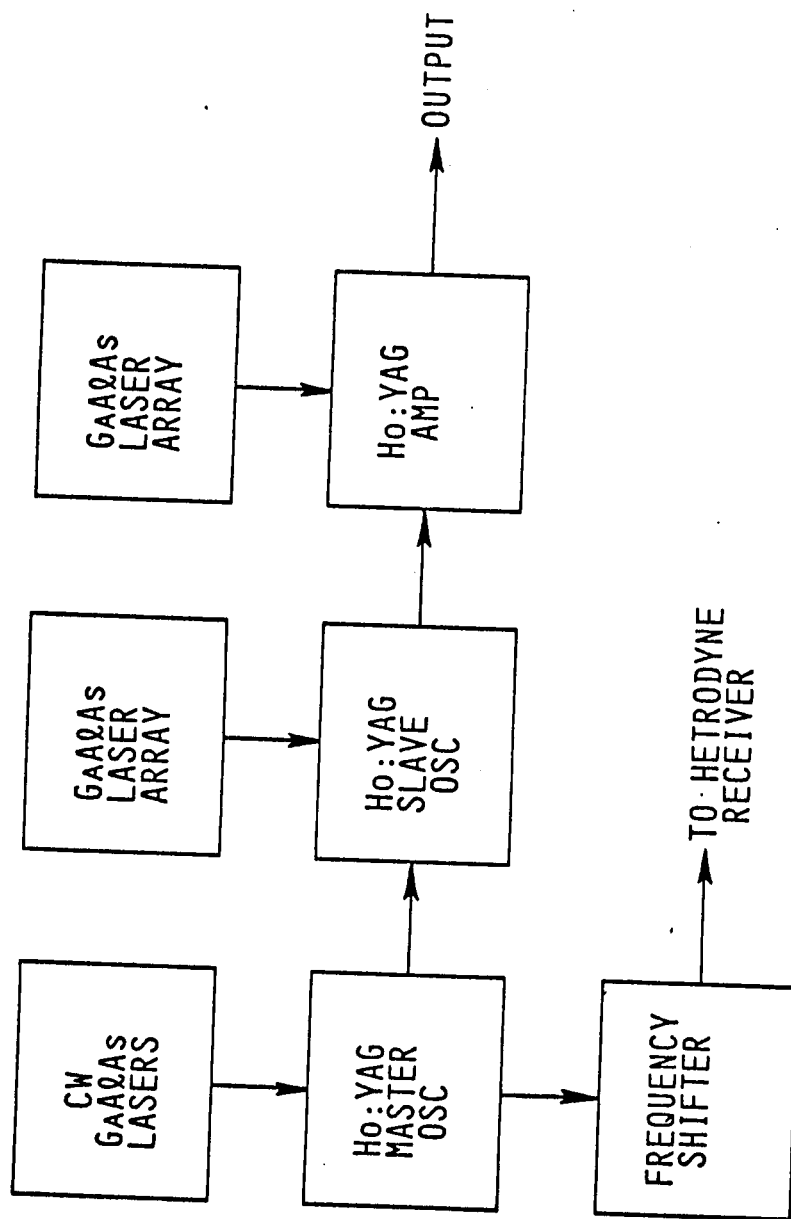 CW
GaAlAs
LASERS
GaAlAs
LASER
ARRAY
GaAlAs
LASER
ARRAY
Ho:YAG
MASTER
OSC
Ho:YAG
SLAVE
OSC
Ho:YAG
AMP
OUTPUT
FREQUENCY
SHIFTER
TO HETRODYNE
RECEIVER